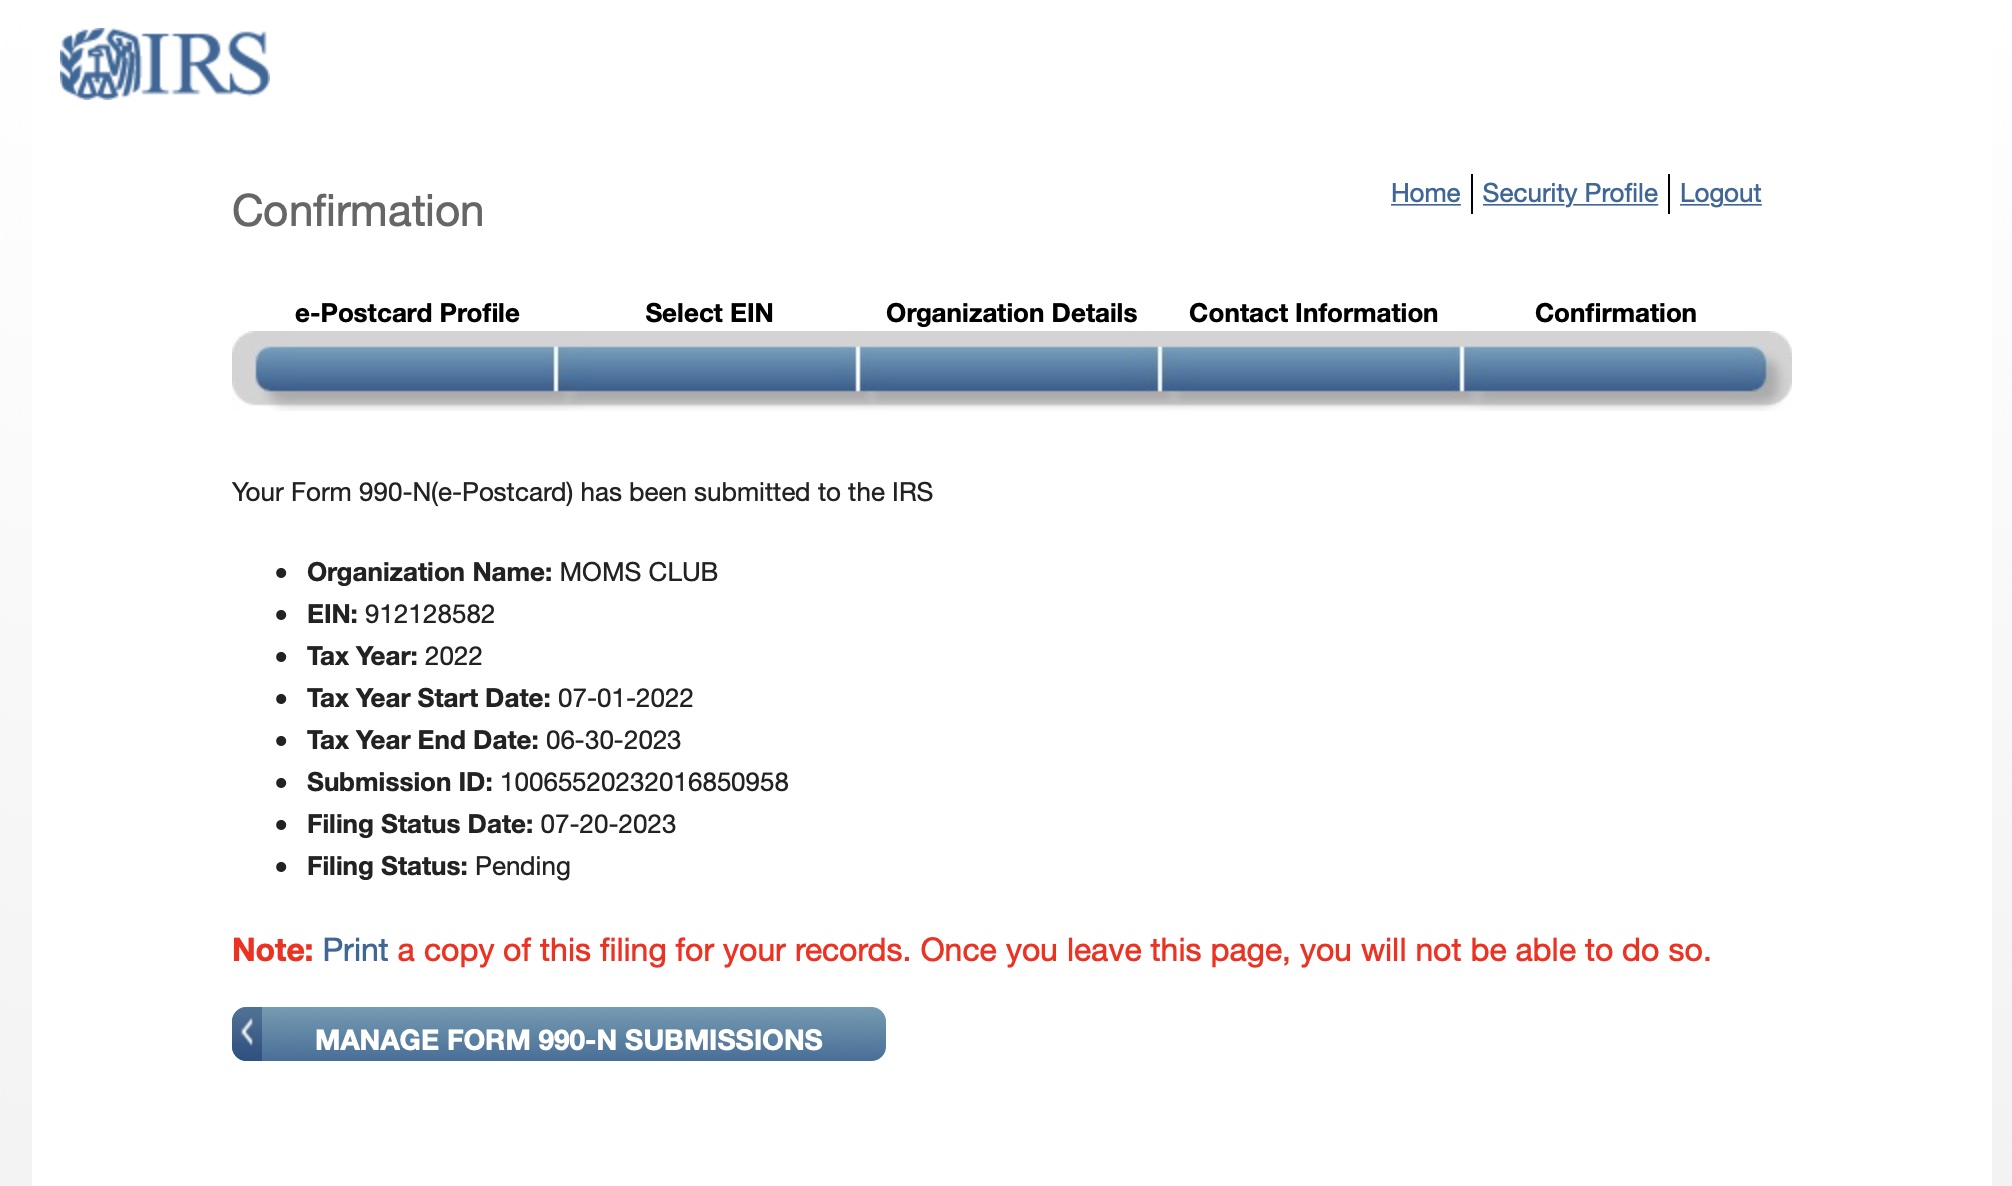 IRS
Home | Security Profile | Logout
Confirmation
e-Postcard Profile Select EIN Organization Details Contact Information Confirmation
Your Form 990-N(e-Postcard) has been submitted to the IRS
• Organization Name: MOMS CLUB
• EIN: 912128582
• Tax Year: 2022
• Tax Year Start Date: 07-01-2022
• Tax Year End Date: 06-30-2023
• Submission ID: 10065520232016850958
• Filing Status Date: 07-20-2023
• Filing Status: Pending
Note: Print a copy of this filing for your records. Once you leave this page, you will not be able to do so.
MANAGE FORM 990-N SUBMISSIONS